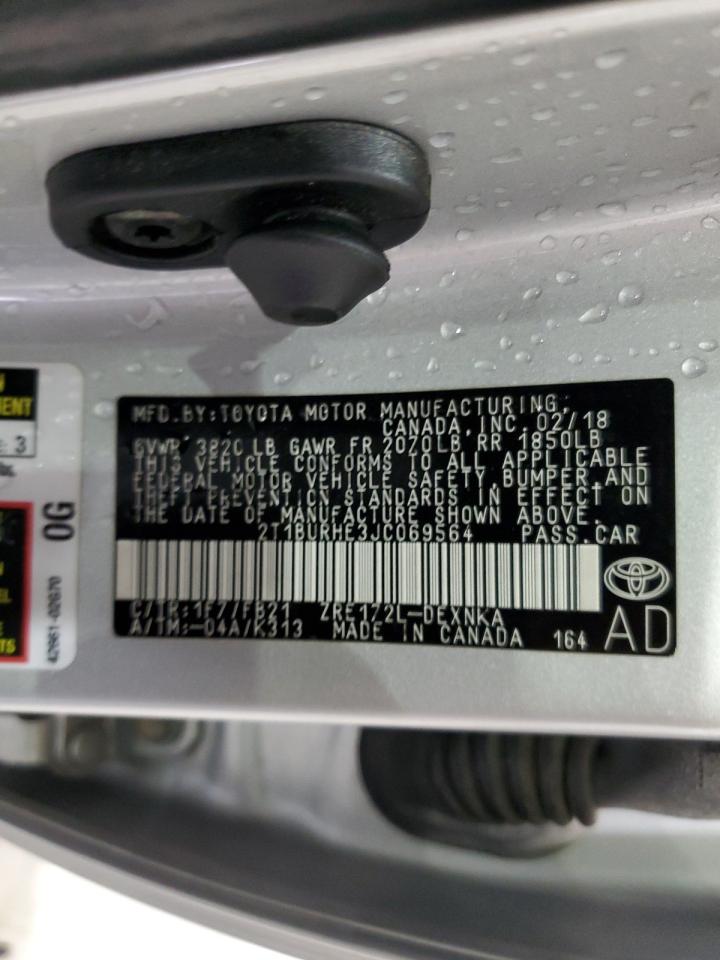 MFD.BY:TOYOTA MOTOR MANUFACTURING,
CANADA,INC.02/18
GVWR 3820 LB GAWR FR 2070LB RR 1850LB
THIS VEHICLE CONFORMS TO ALL APPLICABLE
FEDERAL MOTOR VEHICLE SAFETY, BUMPER,AND
THEFT PREVENTION STANDARDS IN EFFECT ON
THE DATE OF MANUFACTURE SHOWN ABOVE.
2T1BURHE3JC069564 PASS.CAR
C/TR:1F7/FB21 ZRE172L-DEXNKA
A/TM:-04A/K313 MADE IN CANADA 164 AD
3
0G
42661-02G70